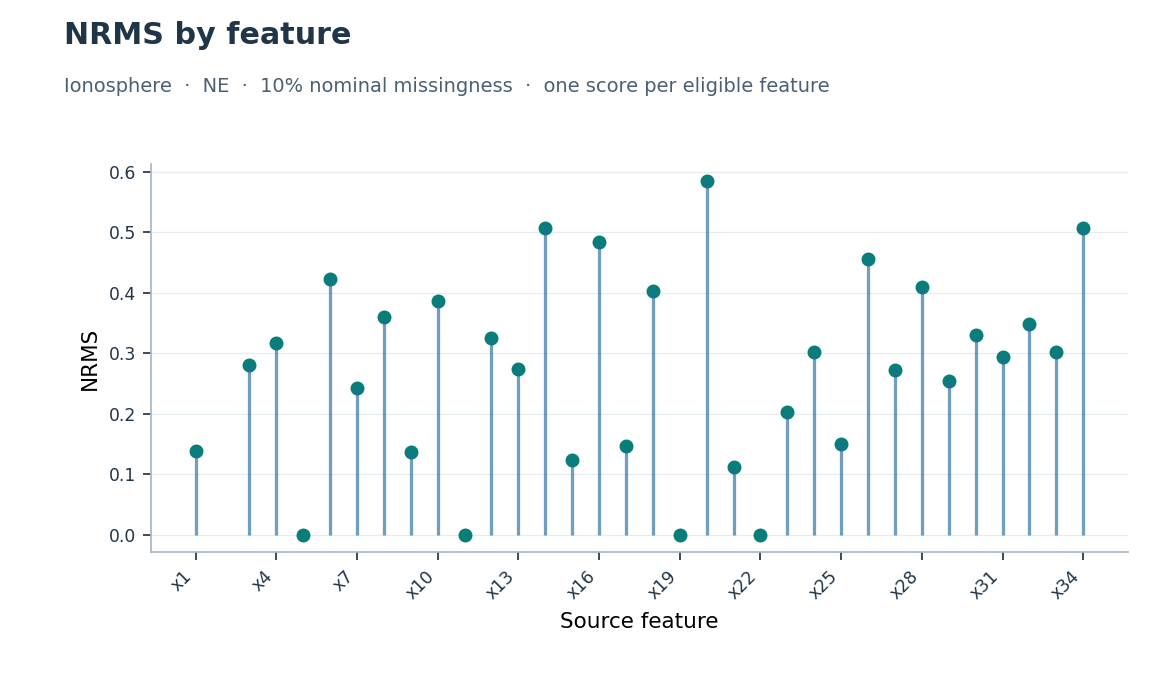 NRMS by feature
Ionosphere · NE · 10% nominal missingness · one score per eligible feature
0.6
0.5
0.4
0.3
0.2
0.1
0.0
NRMS
x1 x4 x7 x10 x13 x16 x19 x22 x25 x28 x31 x34
Source feature